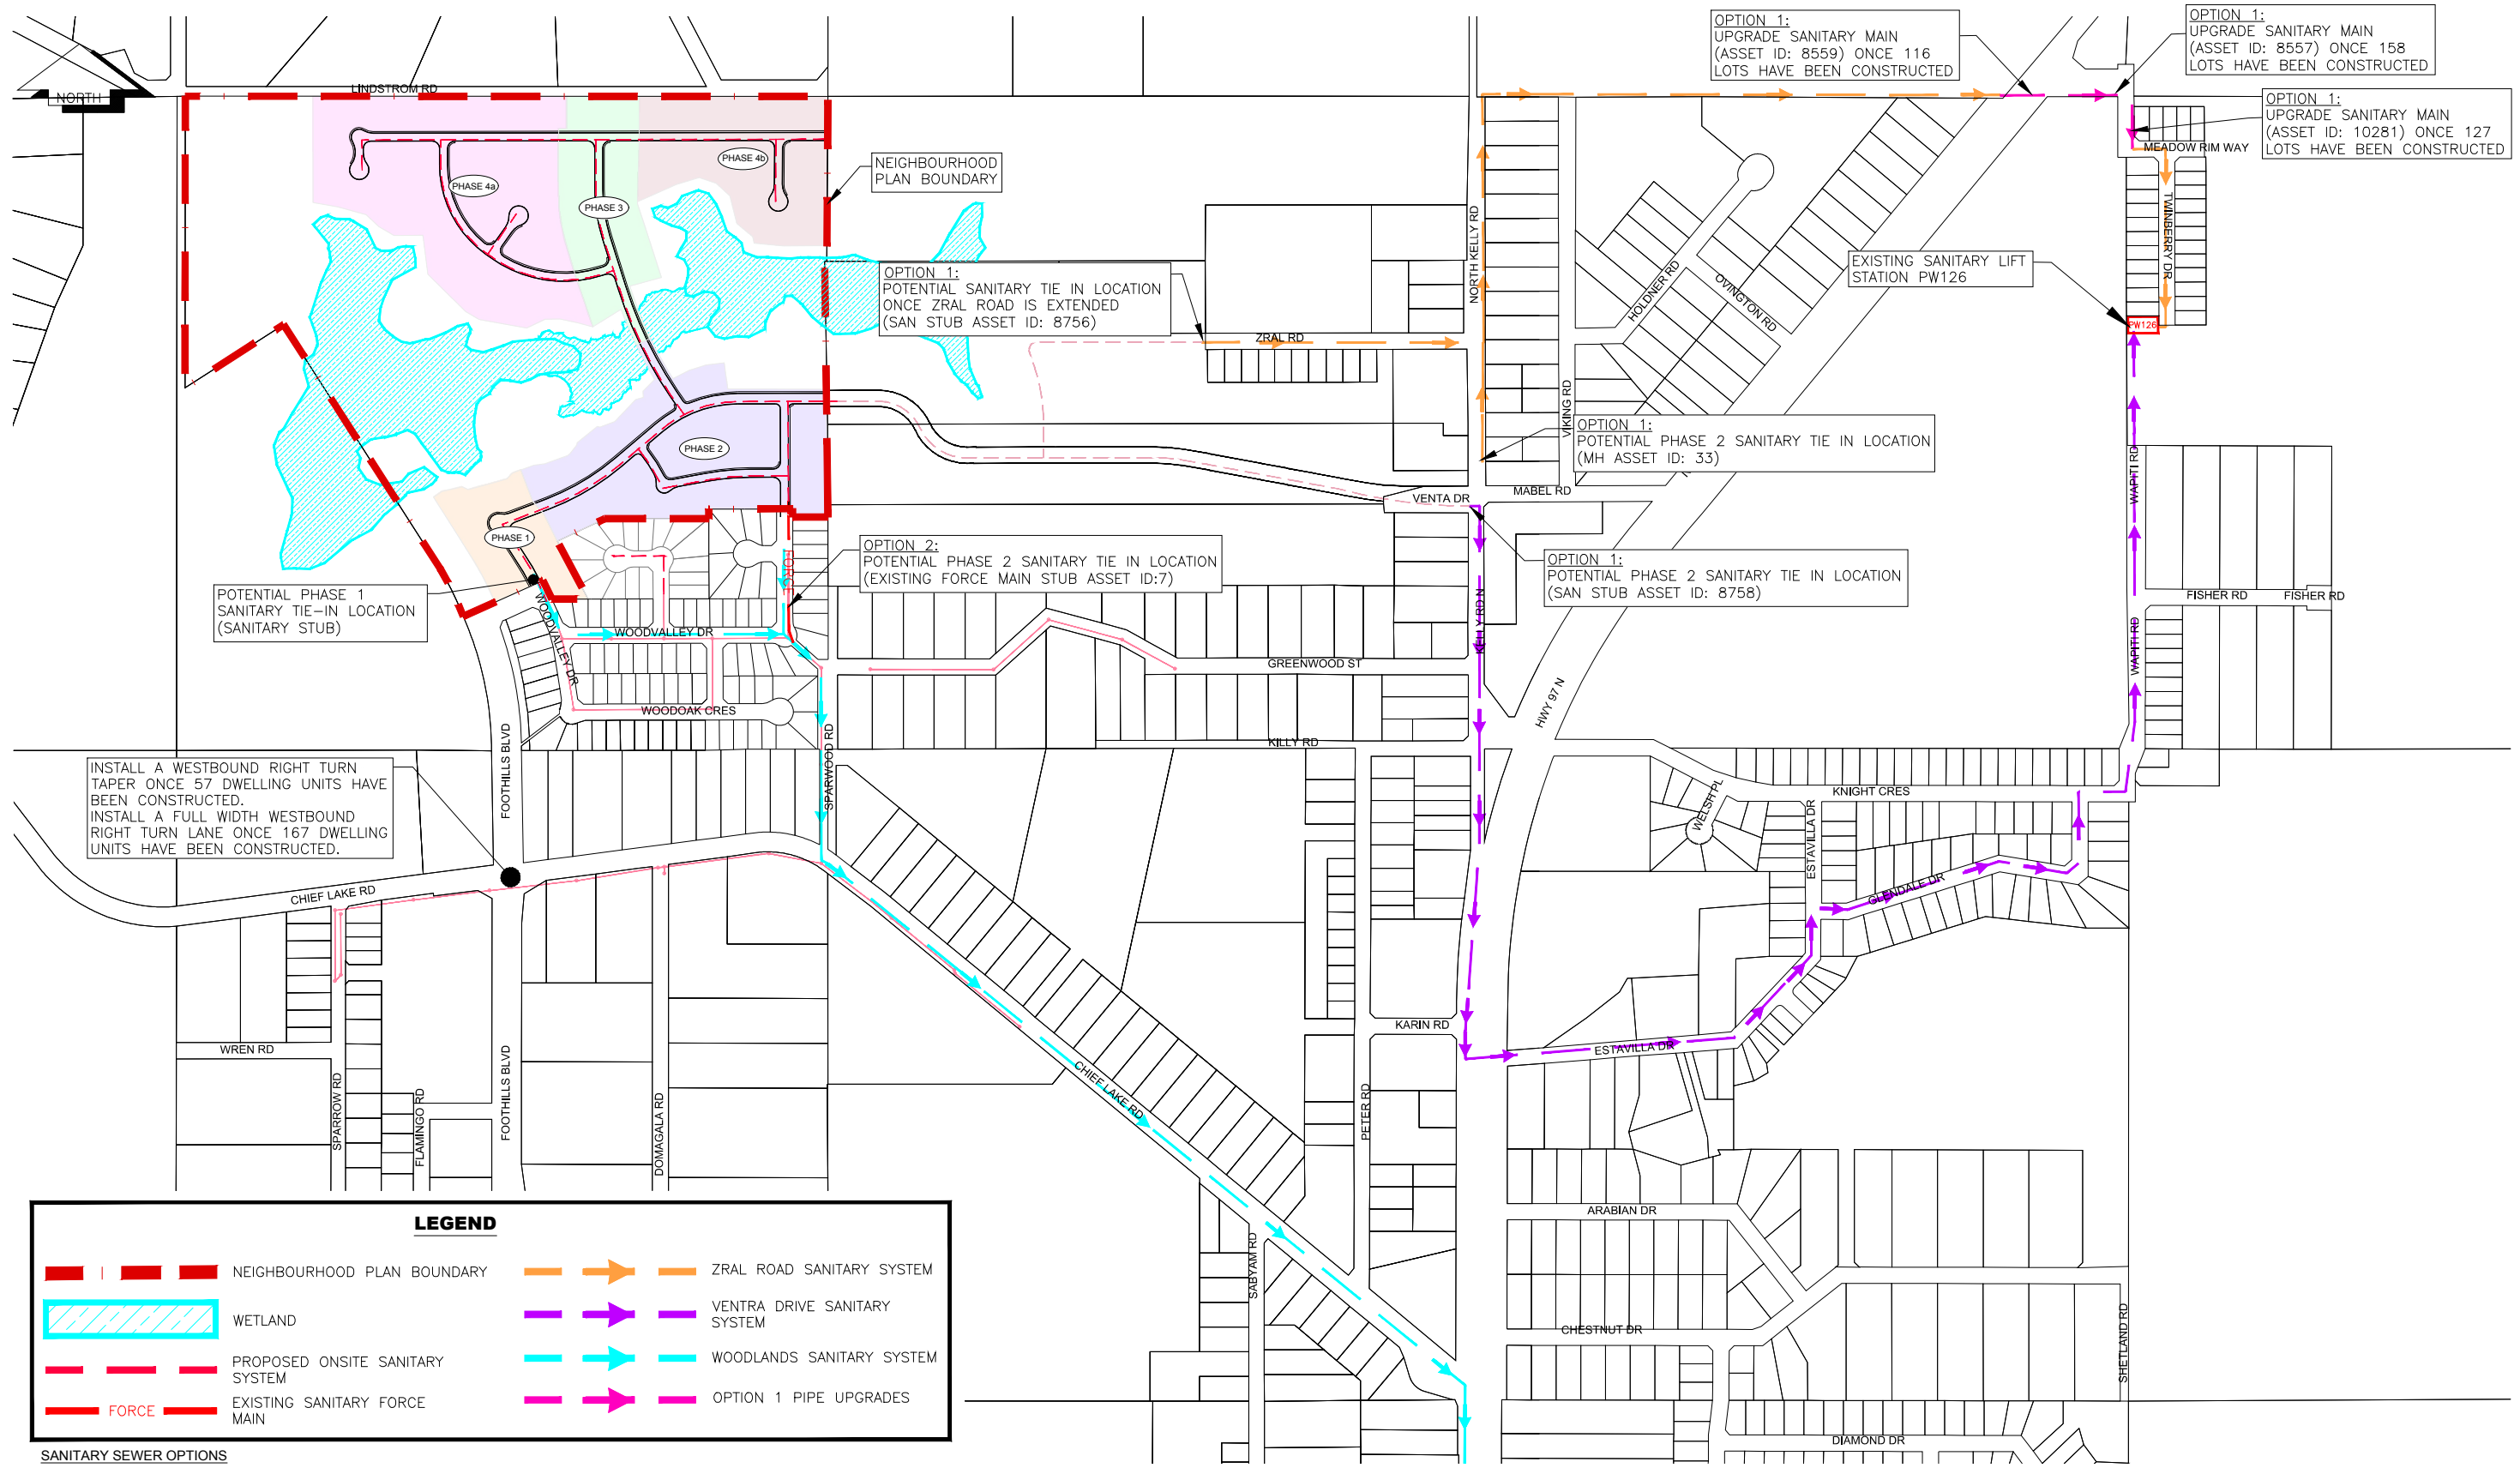 OPTION 1:
UPGRADE SANITARY MAIN
(ASSET ID: 8559) ONCE 116
LOTS HAVE BEEN CONSTRUCTED
OPTION 1:
UPGRADE SANITARY MAIN
(ASSET ID: 8557) ONCE 158
LOTS HAVE BEEN CONSTRUCTED
OPTION 1:
UPGRADE SANITARY MAIN
(ASSET ID: 10281) ONCE 127
LOTS HAVE BEEN CONSTRUCTED
NORTH
LINDSTROM RD
MEADOW RIM WAY
TWINBERRY DR
PHASE 4a
PHASE 3
PHASE 4b
NEIGHBOURHOOD
PLAN BOUNDARY
NORTH KELLY RD
HOLDNER RD
OVINGTON RD
EXISTING SANITARY LIFT
STATION PW126
PW126
OPTION 1:
POTENTIAL SANITARY TIE IN LOCATION
ONCE ZRAL ROAD IS EXTENDED
(SAN STUB ASSET ID: 8756)
ZRAL RD
VIKING RD
OPTION 1:
POTENTIAL PHASE 2 SANITARY TIE IN LOCATION
(MH ASSET ID: 33)
PHASE 2
PHASE 1
VENTA DR
MABEL RD
WAPITI RD
FORCE
OPTION 2:
POTENTIAL PHASE 2 SANITARY TIE IN LOCATION
(EXISTING FORCE MAIN STUB ASSET ID:7)
OPTION 1:
POTENTIAL PHASE 2 SANITARY TIE IN LOCATION
(SAN STUB ASSET ID: 8758)
POTENTIAL PHASE 1
SANITARY TIE-IN LOCATION
(SANITARY STUB)
WOODVALLEY DR
WOODVALLEY DR
KELLY RD N
FISHER RD
FISHER RD
WAPITI RD
GREENWOOD ST
WOODOAK CRES
HWY 97 N
KILLY RD
FOOTHILLS BLVD
SPARWOOD RD
INSTALL A WESTBOUND RIGHT TURN
TAPER ONCE 57 DWELLING UNITS HAVE
BEEN CONSTRUCTED.
INSTALL A FULL WIDTH WESTBOUND
RIGHT TURN LANE ONCE 167 DWELLING
UNITS HAVE BEEN CONSTRUCTED.
WELSH PL
KNIGHT CRES
ESTAVILLA DR
GLENDALE DR
CHIEF LAKE RD
KARIN RD
ESTAVILLA DR
WREN RD
SPARROW RD
FLAMINGO RD
FOOTHILLS BLVD
DOMAGALA RD
CHIEF LAKE RD
PETER RD
ARABIAN DR
SABYAM RD
CHESTNUT DR
SHETLAND RD
DIAMOND DR
LEGEND
NEIGHBOURHOOD PLAN BOUNDARY
WETLAND
PROPOSED ONSITE SANITARY
SYSTEM
FORCE
EXISTING SANITARY FORCE
MAIN
ZRAL ROAD SANITARY SYSTEM
VENTRA DRIVE SANITARY
SYSTEM
WOODLANDS SANITARY SYSTEM
OPTION 1 PIPE UPGRADES
SANITARY SEWER OPTIONS